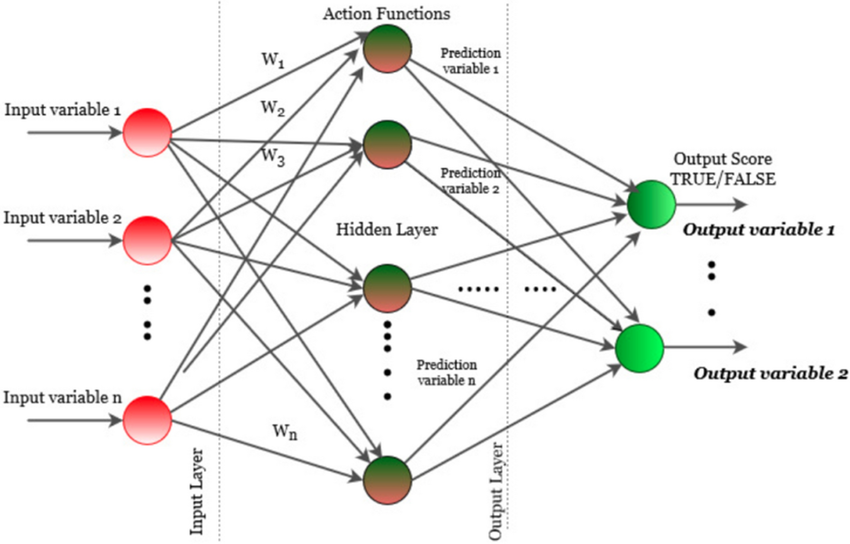 Action Functions
W1
Prediction
variable 1
Input variable 1
W2
W3
Prediction
variable 2
Output Score
TRUE/FALSE
Input variable 2
Hidden Layer
Output variable 1
Prediction
variable n
Output variable 2
Input variable n
Wn
Input Layer
Output Layer